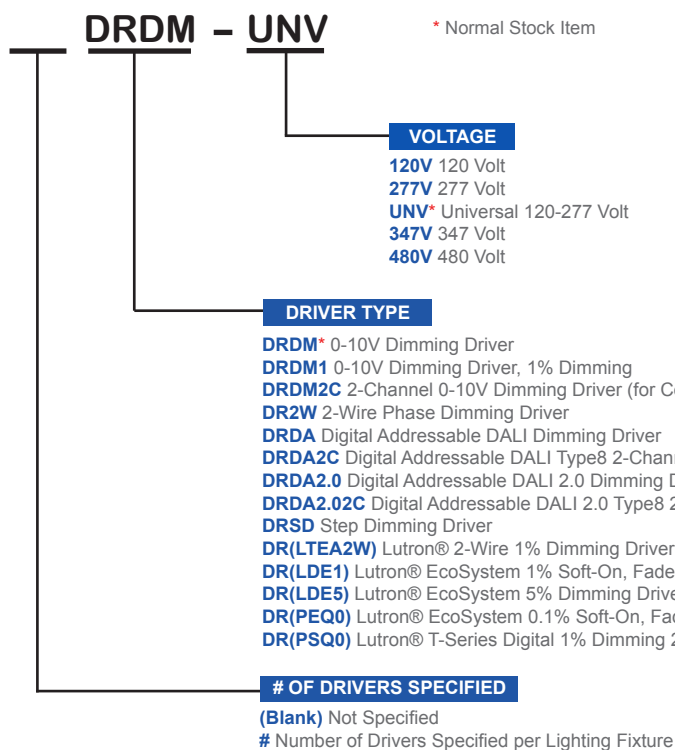 DRDM – UNV
* Normal Stock Item
VOLTAGE
120V 120 Volt
277V 277 Volt
UNV* Universal 120-277 Volt
347V 347 Volt
480V 480 Volt
DRIVER TYPE
DRDM* 0-10V Dimming Driver
DRDM1 0-10V Dimming Driver, 1% Dimming
DRDM2C 2-Channel 0-10V Dimming Driver (for
DR2W 2-Wire Phase Dimming Driver
DRDA Digital Addressable DALI Dimming Driver
DRDA2C Digital Addressable DALI Type8
DRDA2.0 Digital Addressable DALI 2.0 Dimming
DRDA2.02C Digital Addressable DALI 2.0 Type8
DRSD Step Dimming Driver
DR(LTEA2W) Lutron® 2-Wire 1% Dimming Driver
DR(LDE1) Lutron® EcoSystem 1% Soft-On,
DR(LDE5) Lutron® EcoSystem 5% Dimming
DR(PEQ0) Lutron® EcoSystem 0.1% Soft-On,
DR(PSQ0) Lutron® T-Series Digital 1% Dimming
# OF DRIVERS SPECIFIED
(Blank) Not Specified
# Number of Drivers Specified per Lighting Fixture